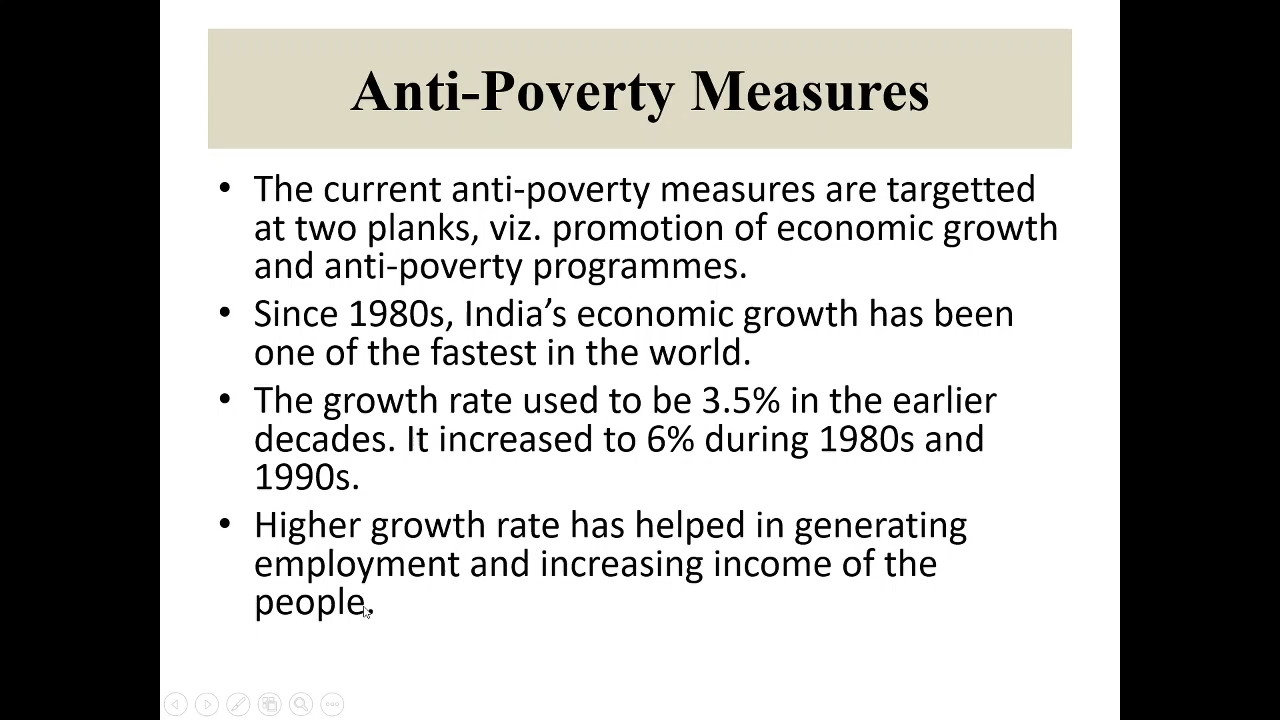 Anti-Poverty Measures
• The current anti-poverty measures are targetted
at two planks, viz. promotion of economic growth
and anti-poverty programmes.
• Since 1980s, India’s economic growth has been
one of the fastest in the world.
• The growth rate used to be 3.5% in the earlier
decades. It increased to 6% during 1980s and
1990s.
• Higher growth rate has helped in generating
employment and increasing income of the
people.